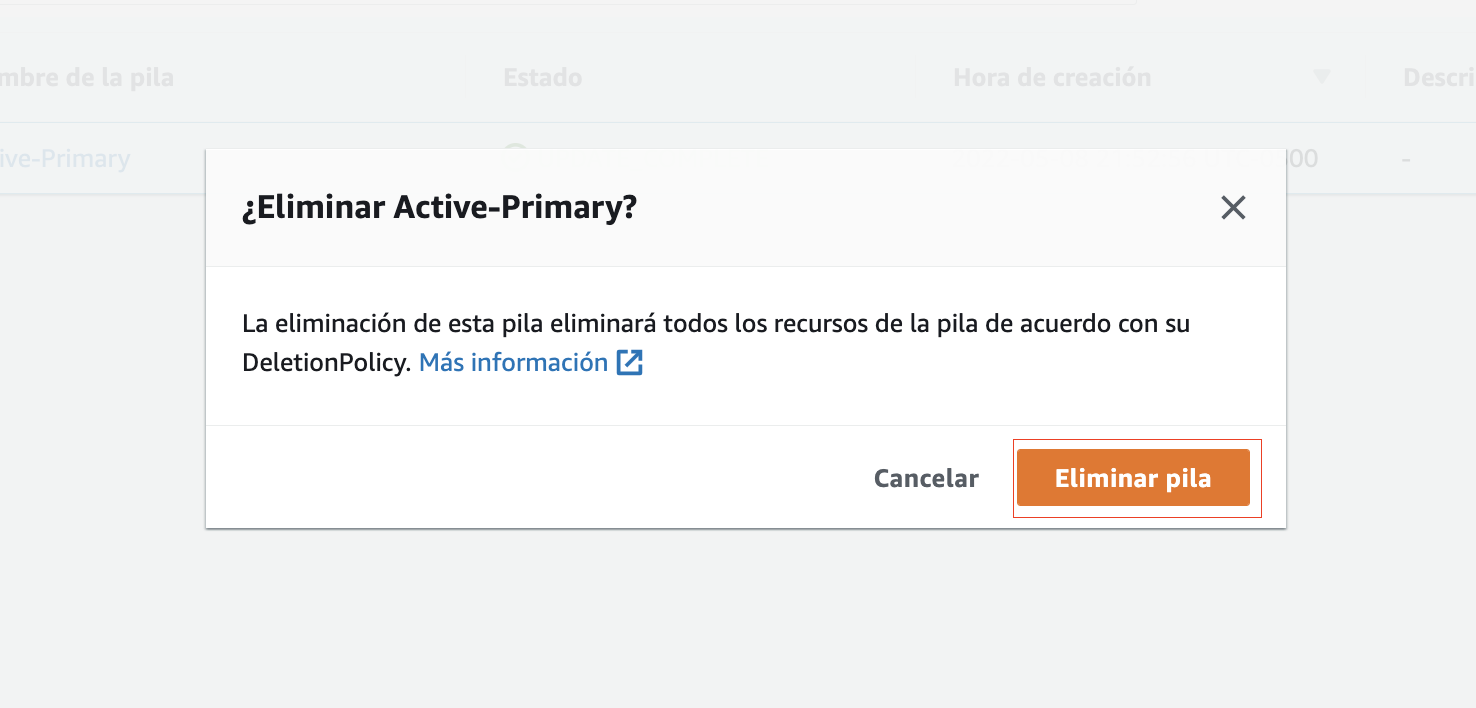 mbre de la pila Estado Hora de creación Descri
ive-Primary 000 -
¿Eliminar Active-Primary?
La eliminación de esta pila eliminará todos los recursos de la pila de acuerdo con su
DeletionPolicy. Más información
Cancelar Eliminar pila